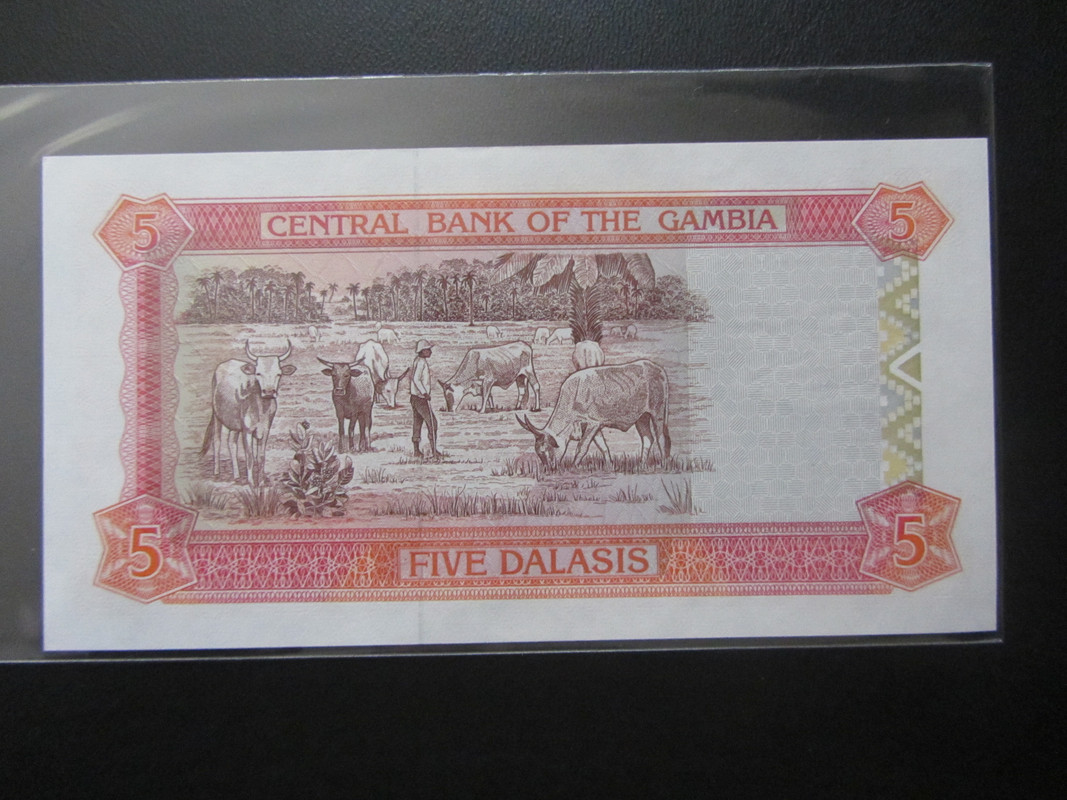 5 CENTRAL BANK OF THE GAMBIA 5
5 FIVE DALASIS 5